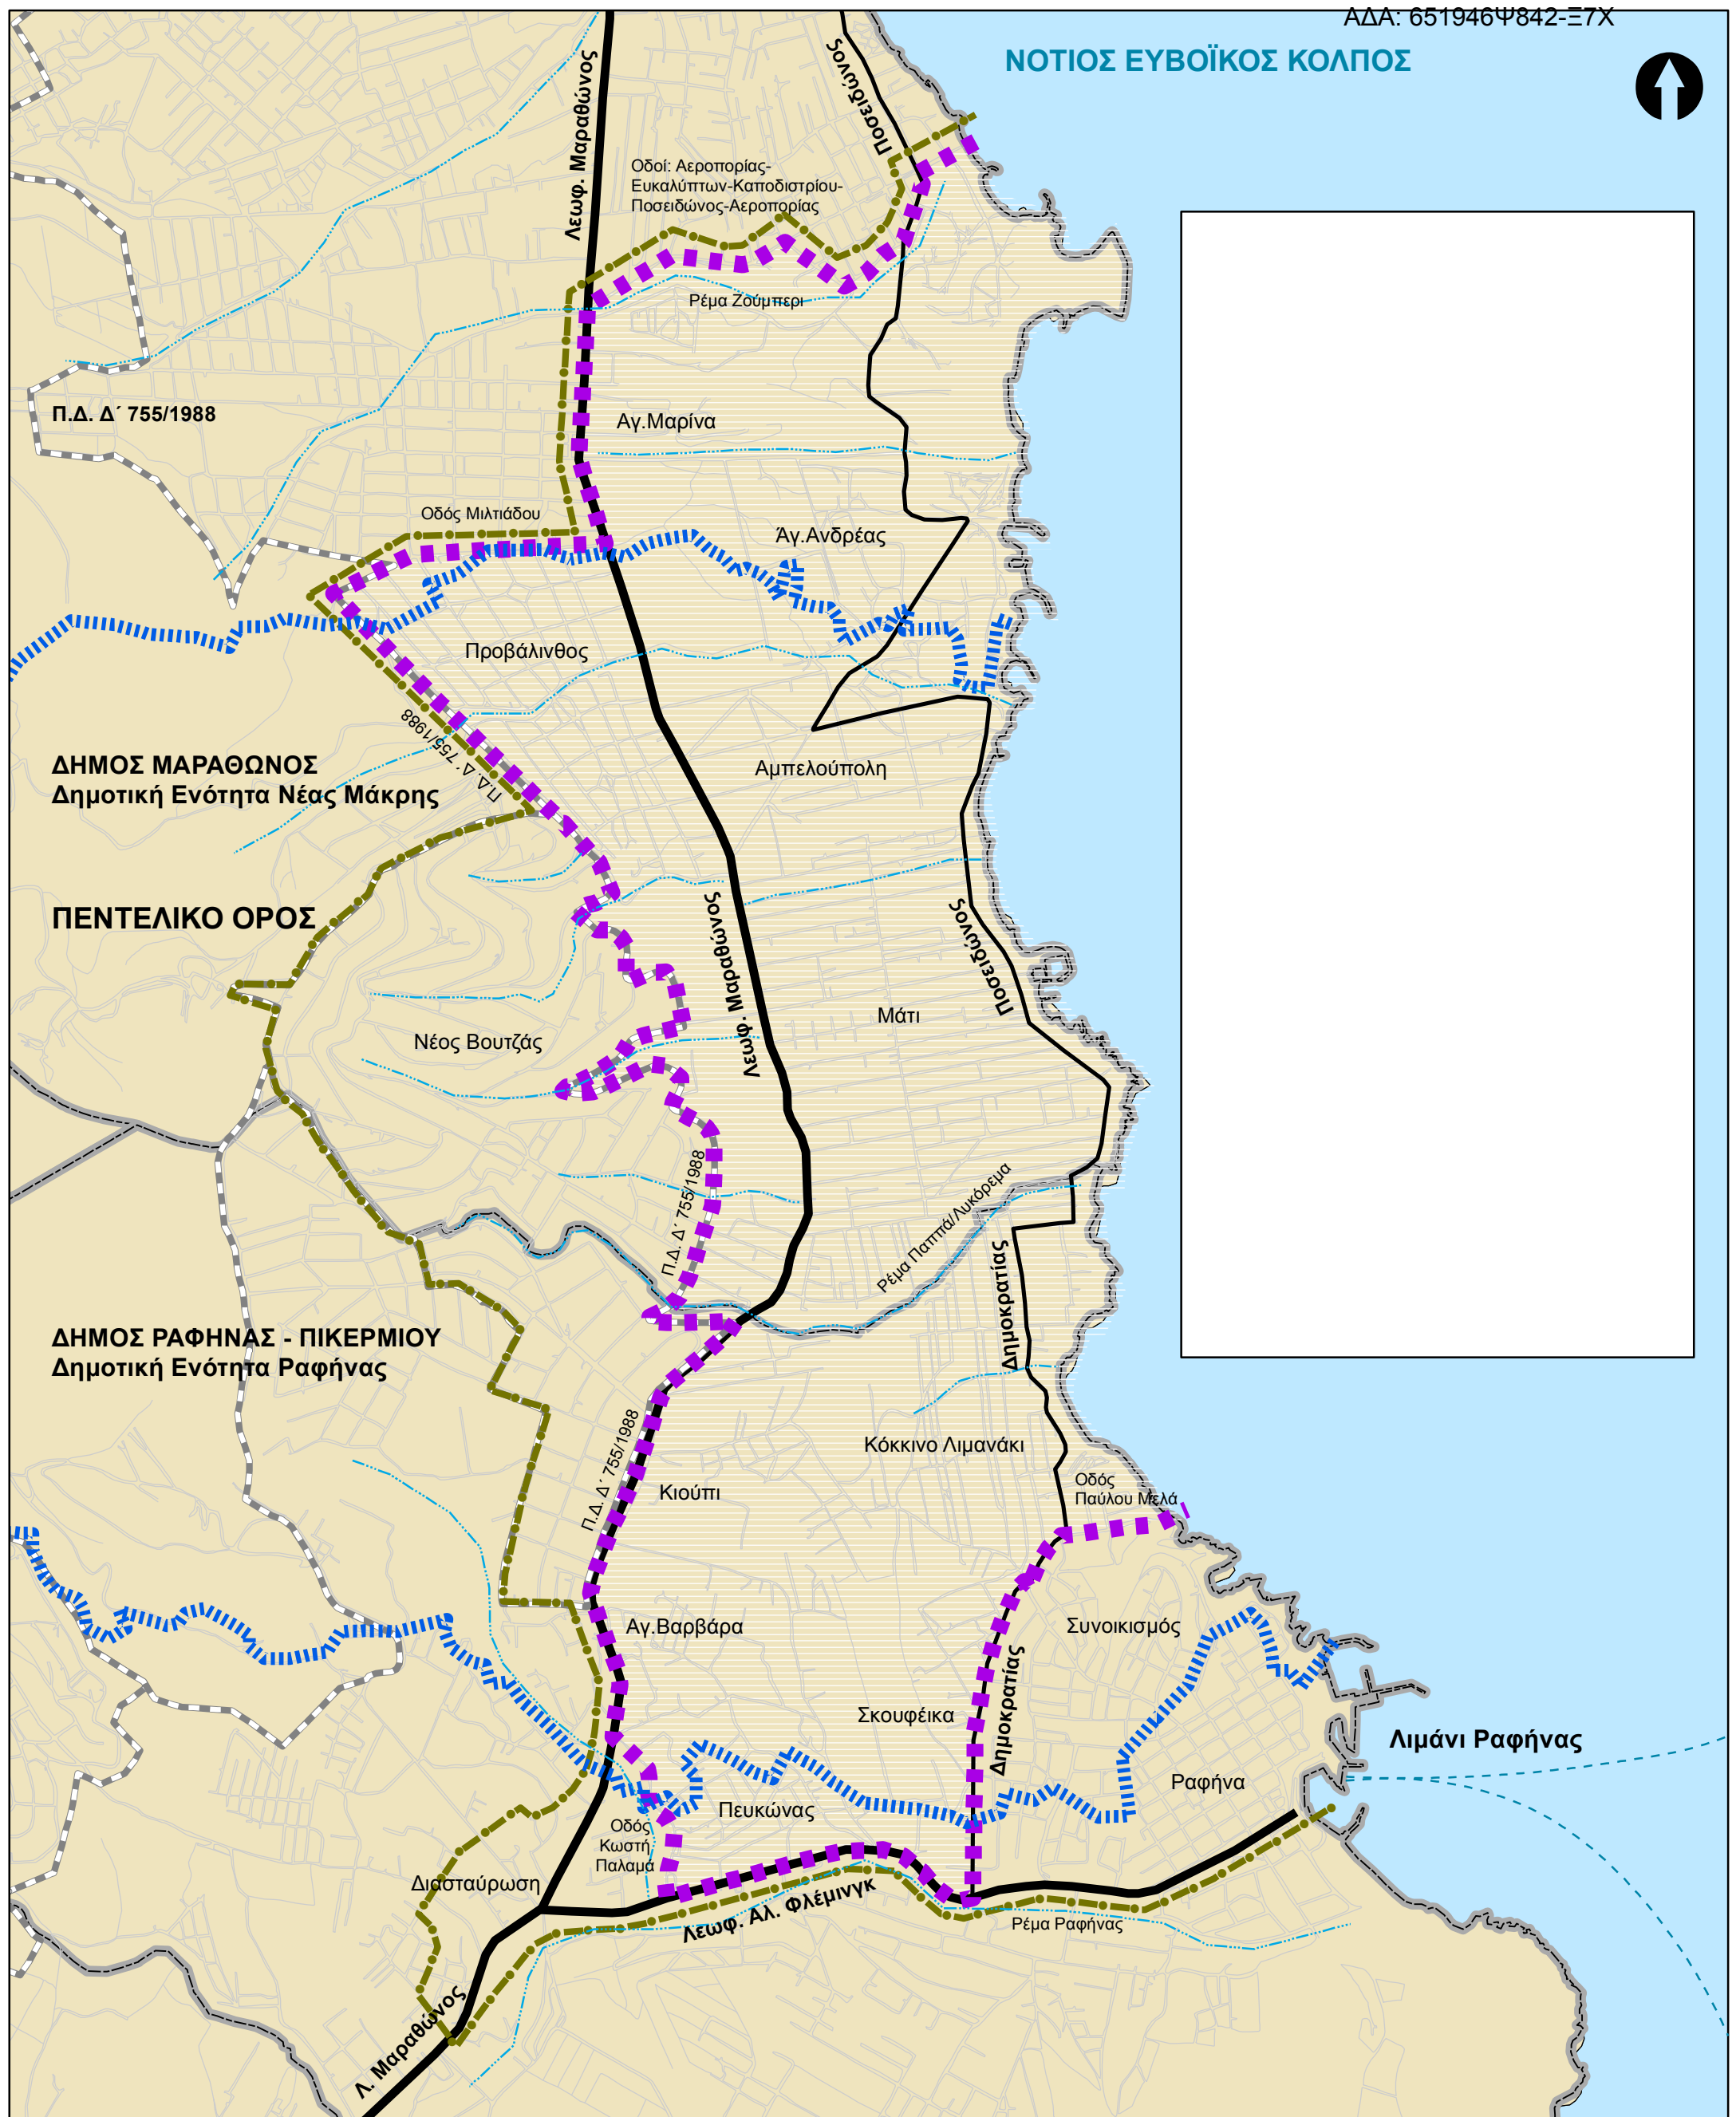 ΑΔΑ: 651946Ψ842-Ξ7Χ
ΝΟΤΙΟΣ ΕΥΒΟΪΚΟΣ ΚΟΛΠΟΣ
Λεωφ. Μαραθώνος
Ποσειδώνος
Οδοί: Αεροπορίας-
Ευκαλύπτων-Καποδιστρίου-
Ποσειδώνος-Αεροπορίας
Ρέμα Ζούμπερι
Π.Δ. Δ΄ 755/1988
Αγ.Μαρίνα
Οδός Μιλτιάδου
Άγ.Ανδρέας
Προβάλινθος
Π.Δ. Δ΄ 755/1988
ΔΗΜΟΣ ΜΑΡΑΘΩΝΟΣ
Δημοτική Ενότητα Νέας Μάκρης
Αμπελούπολη
ΠΕΝΤΕΛΙΚΟ ΟΡΟΣ
Λεωφ. Μαραθώνος
Ποσειδώνος
Μάτι
Νέος Βουτζάς
Π.Δ. Δ΄ 755/1988
Ρέμα Παππά/Λυκόρεμα
Δημοκρατίας
ΔΗΜΟΣ ΡΑΦΗΝΑΣ - ΠΙΚΕΡΜΙΟΥ
Δημοτική Ενότητα Ραφήνας
Π.Δ. Δ΄ 755/1988
Κόκκινο Λιμανάκι
Κιούπι
Οδός
Παύλου Μελά
Αγ.Βαρβάρα
Συνοικισμός
Σκουφέικα
Δημοκρατίας
Λιμάνι Ραφήνας
Ραφήνα
Πευκώνας
Οδός
Κωστή
Παλαμά
Διασταύρωση
Λεωφ. Αλ. Φλέμινγκ
Ρέμα Ραφήνας
Λ. Μαραθώνος